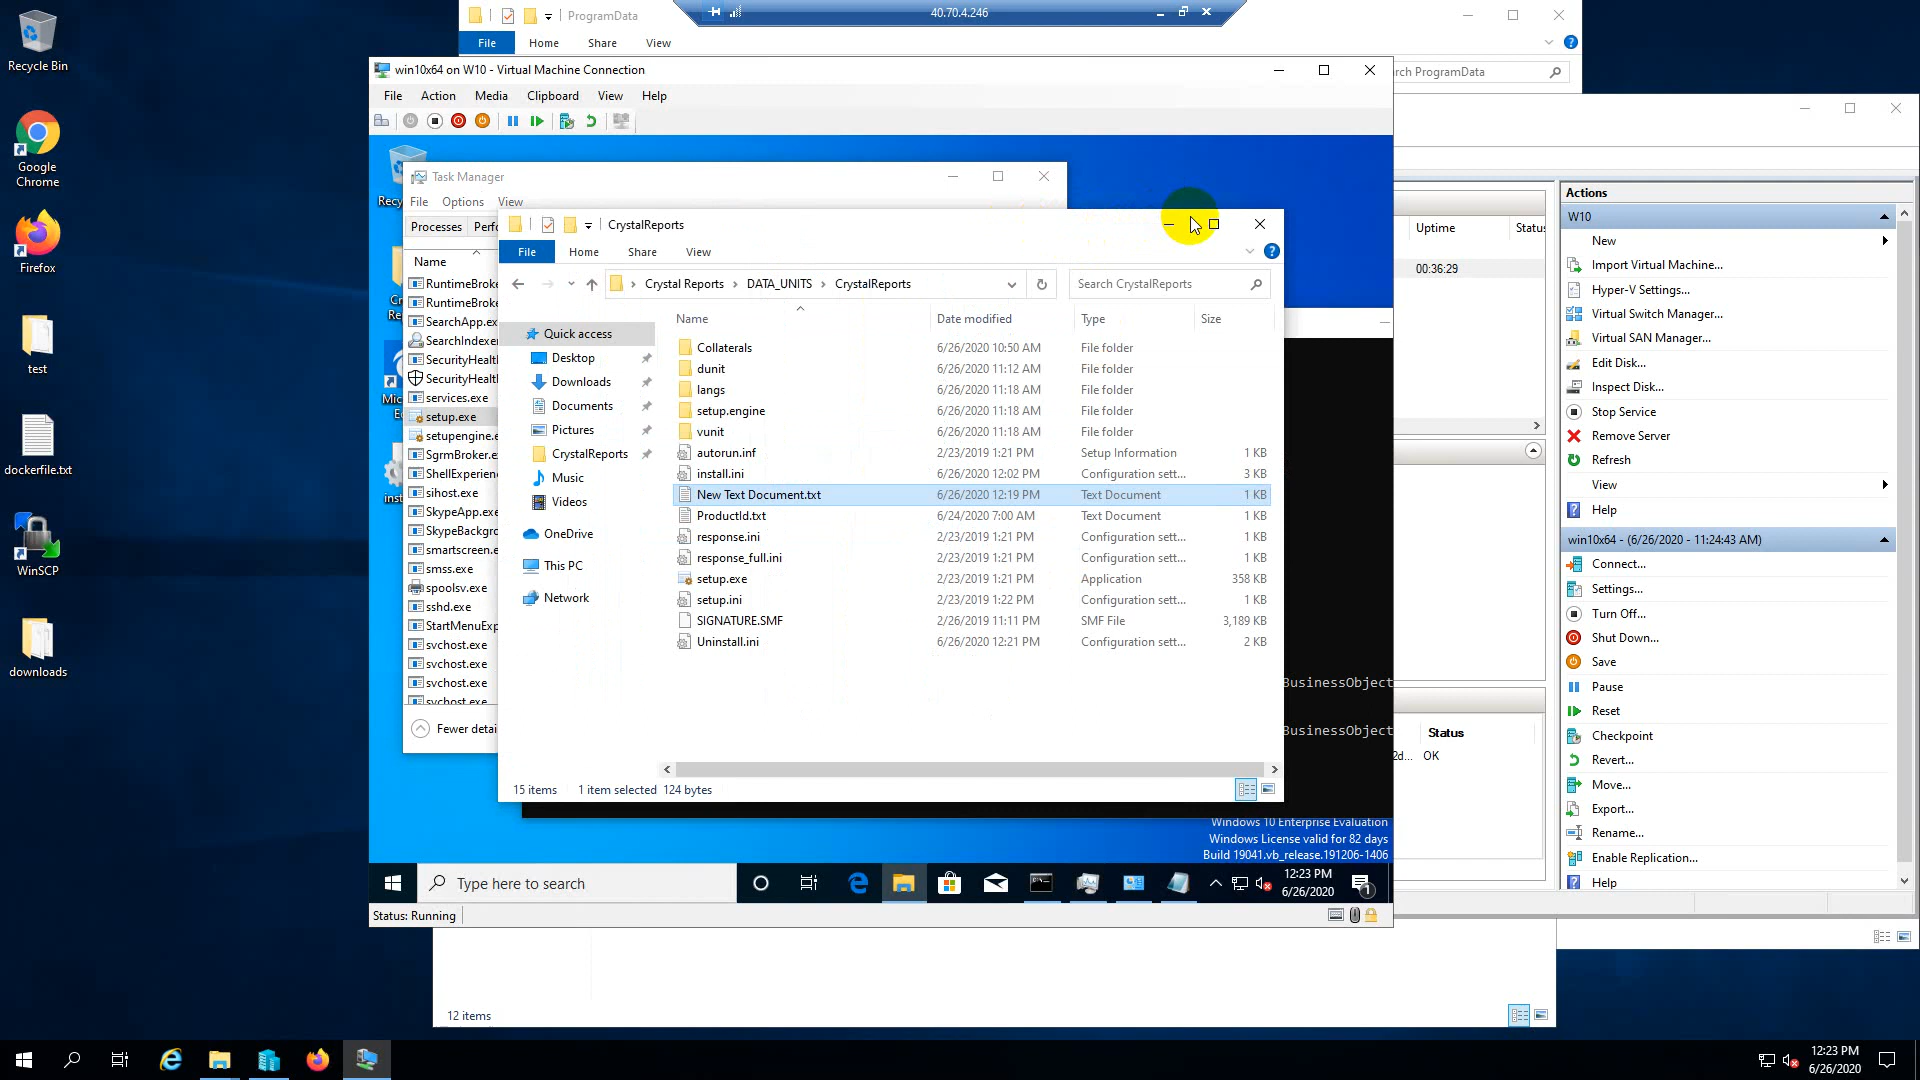 Recycle Bin
Google
Chrome
Firefox
test
dockerfile.txt
WinSCP
downloads
ProgramData
40.70.4.246
File Home Share View
rch ProgramData
win10x64 on W10 - Virtual Machine Connection
File Action Media Clipboard View Help
Task Manager
File Options View
Processes
Name
RuntimeBroke
RuntimeBroke
SearchApp.ex
SearchIndexe
SecurityHealt
SecurityHealt
services.exe
setup.exe
setupengine.e
SgrmBroker.e
ShellExperien
sihost.exe
SkypeApp.exe
SkypeBackgro
smartscreen.e
smss.exe
spoolsv.exe
sshd.exe
StartMenuExp
svchost.exe
svchost.exe
svchost.exe
svchost.exe
Fewer detai
CrystalReports
File Home Share View
Crystal Reports DATA_UNITS CrystalReports
Search CrystalReports
Quick access
Desktop
Downloads
Documents
Pictures
CrystalReports
Music
Videos
OneDrive
This PC
Network
Name Date modified Type Size
Collaterals 6/26/2020 10:50 AM File folder
dunit 6/26/2020 11:12 AM File folder
langs 6/26/2020 11:18 AM File folder
setup.engine 6/26/2020 11:18 AM File folder
vunit 6/26/2020 11:18 AM File folder
autorun.inf 2/23/2019 1:21 PM Setup Information 1 KB
install.ini 6/26/2020 12:02 PM Configuration sett... 3 KB
New Text Document.txt 6/26/2020 12:19 PM Text Document 1 KB
ProductId.txt 6/24/2020 7:00 AM Text Document 1 KB
response.ini 2/23/2019 1:21 PM Configuration sett... 1 KB
response_full.ini 2/23/2019 1:21 PM Configuration sett... 1 KB
setup.exe 2/23/2019 1:21 PM Application 358 KB
setup.ini 2/23/2019 1:22 PM Configuration sett... 1 KB
SIGNATURE.SMF 2/26/2019 11:11 PM SMF File 3,189 KB
Uninstall.ini 6/26/2020 12:21 PM Configuration sett... 2 KB
15 items 1 item selected 124 bytes
BusinessObject
BusinessObject
Windows 10 Enterprise Evaluation
Windows License valid for 82 days
Build 19041.vb_release.191206-1406
Type here to search
12:23 PM
6/26/2020
1
Status: Running
Uptime Status
00:36:29
Status
2d... OK
Actions
W10
New
Import Virtual Machine...
Hyper-V Settings...
Virtual Switch Manager...
Virtual SAN Manager...
Edit Disk...
Inspect Disk...
Stop Service
Remove Server
Refresh
View
Help
win10x64 - (6/26/2020 - 11:24:43 AM)
Connect...
Settings...
Turn Off...
Shut Down...
Save
Pause
Reset
Checkpoint
Revert...
Move...
Export...
Rename...
Enable Replication...
Help
12 items
12:23 PM
6/26/2020